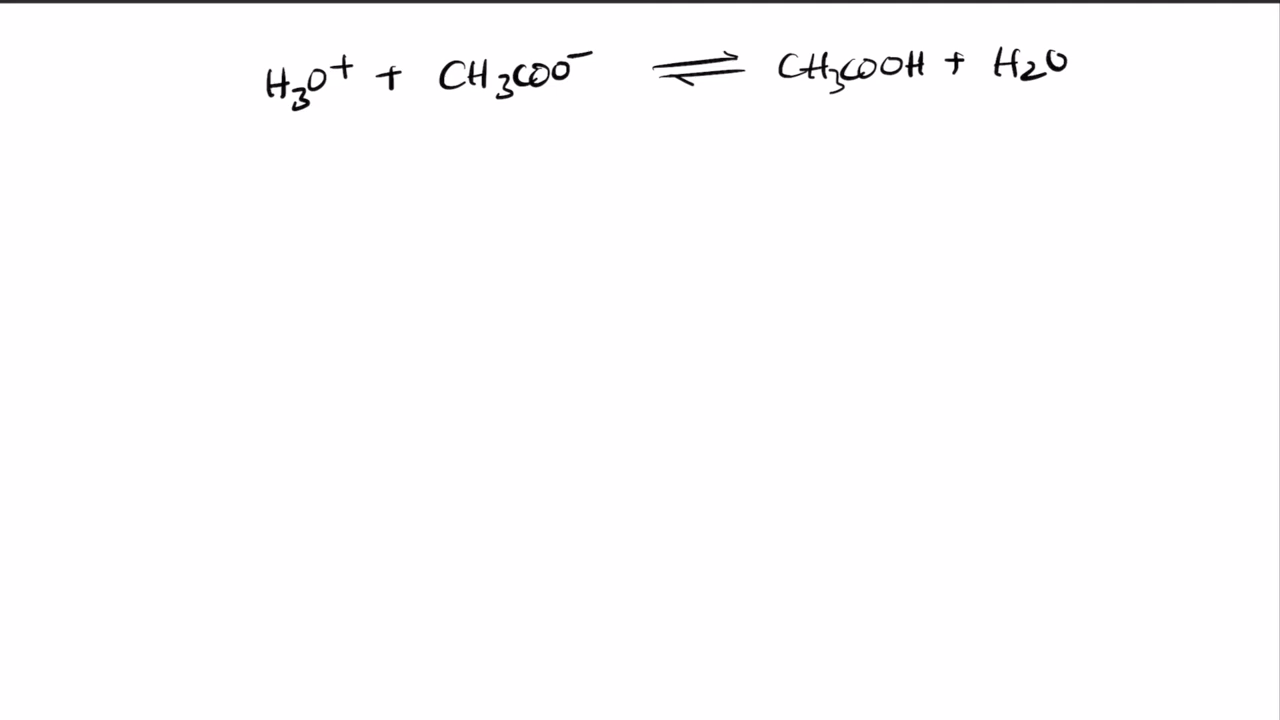 H₃O⁺ + CH₃COO⁻ ⇌ CH₃COOH + H₂O